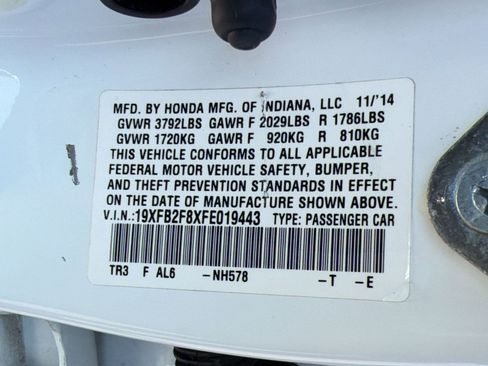 MFD. BY HONDA MFG. OF INDIANA, LLC 11/'14
GVWR 3792LBS GAWR F 2029LBS R 1786LBS
GVWR 1720KG GAWR F 920KG R 810KG
THIS VEHICLE CONFORMS TO ALL APPLICABLE
FEDERAL MOTOR VEHICLE SAFETY, BUMPER,
AND THEFT PREVENTION STANDARDS IN EFFECT
ON THE DATE OF MANUFACTURE SHOWN ABOVE.
V.I.N.:19XFB2F8XFE019443 TYPE: PASSENGER CAR
TR3 F AL6 -NH578 -T -E